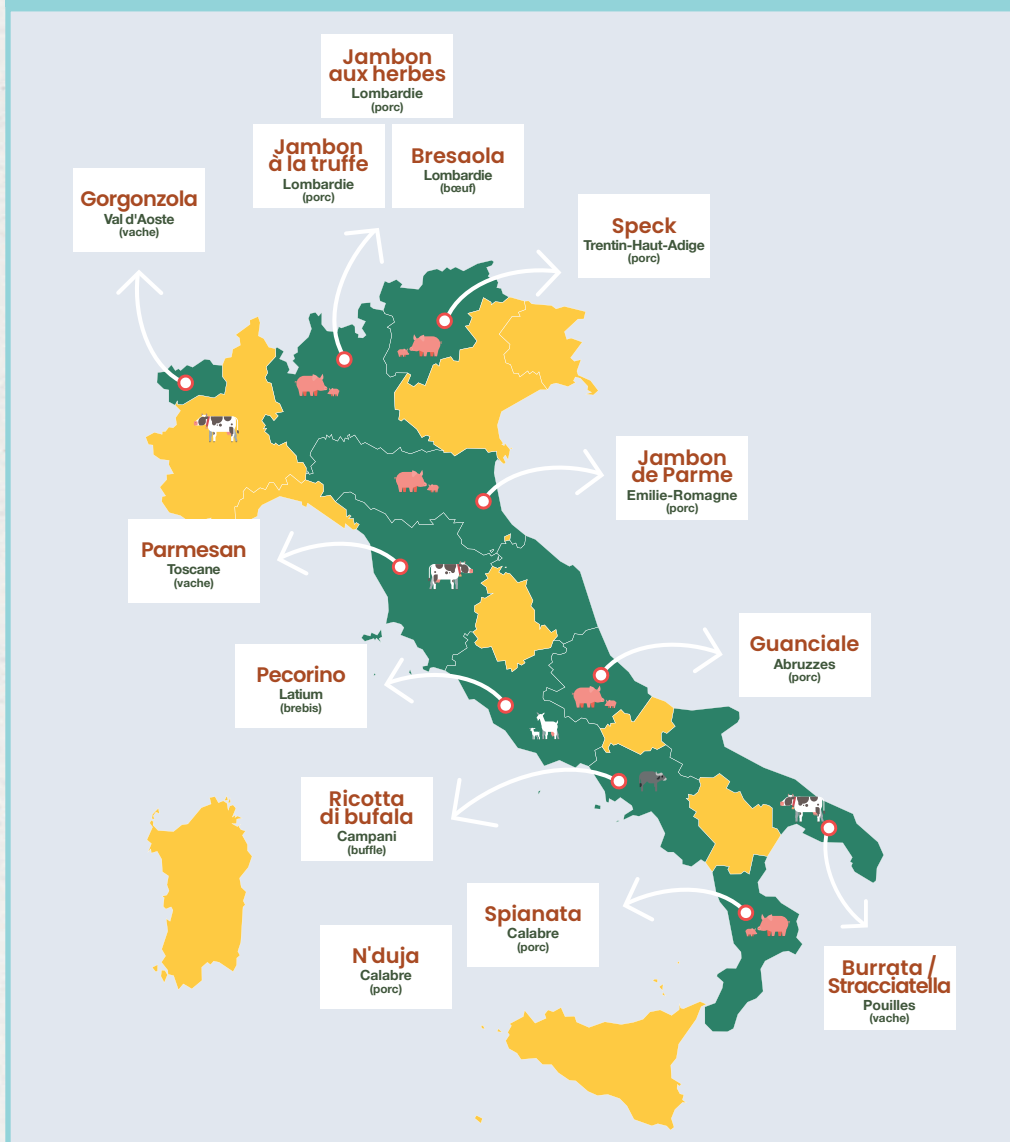 Jambon
aux herbes
Lombardie
(porc)
Jambon
à la truffe
Lombardie
(porc)
Bresaola
Lombardie
(bœuf)
Gorgonzola
Val d'Aoste
(vache)
Speck
Trentin-Haut-Adige
(porc)
Jambon
de Parme
Emilie-Romagne
(porc)
Parmesan
Toscane
(vache)
Guanciale
Abruzzes
(porc)
Pecorino
Latium
(brebis)
Ricotta
di bufala
Campani
(buffle)
Spianata
Calabre
(porc)
N'duja
Calabre
(porc)
Burrata /
Stracciatella
Pouilles
(vache)